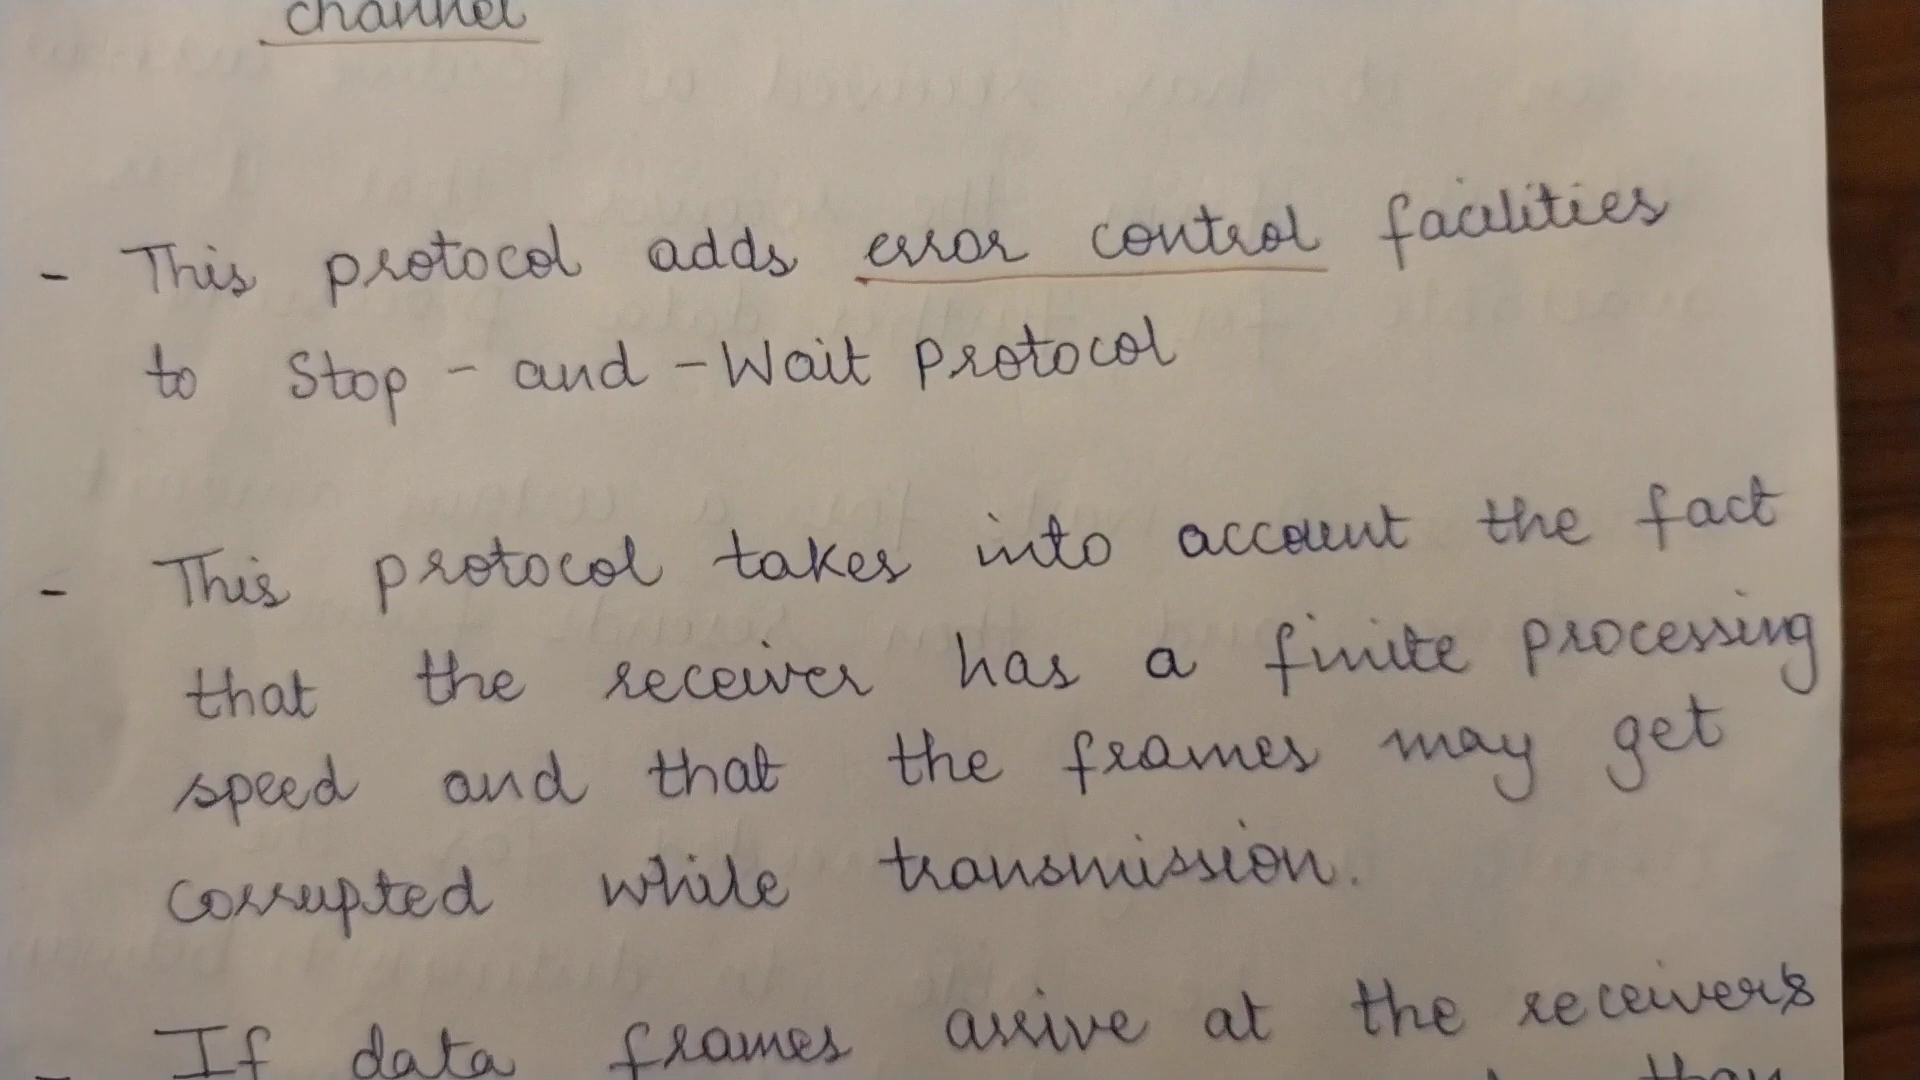 channel
- This protocol adds error control facilities
to Stop - and - Wait Protocol
- This protocol takes into account the fact
that the receiver has a finite processing
speed and that the frames may get
corrupted while transmission.
- If data frames arrive at the receivers
than